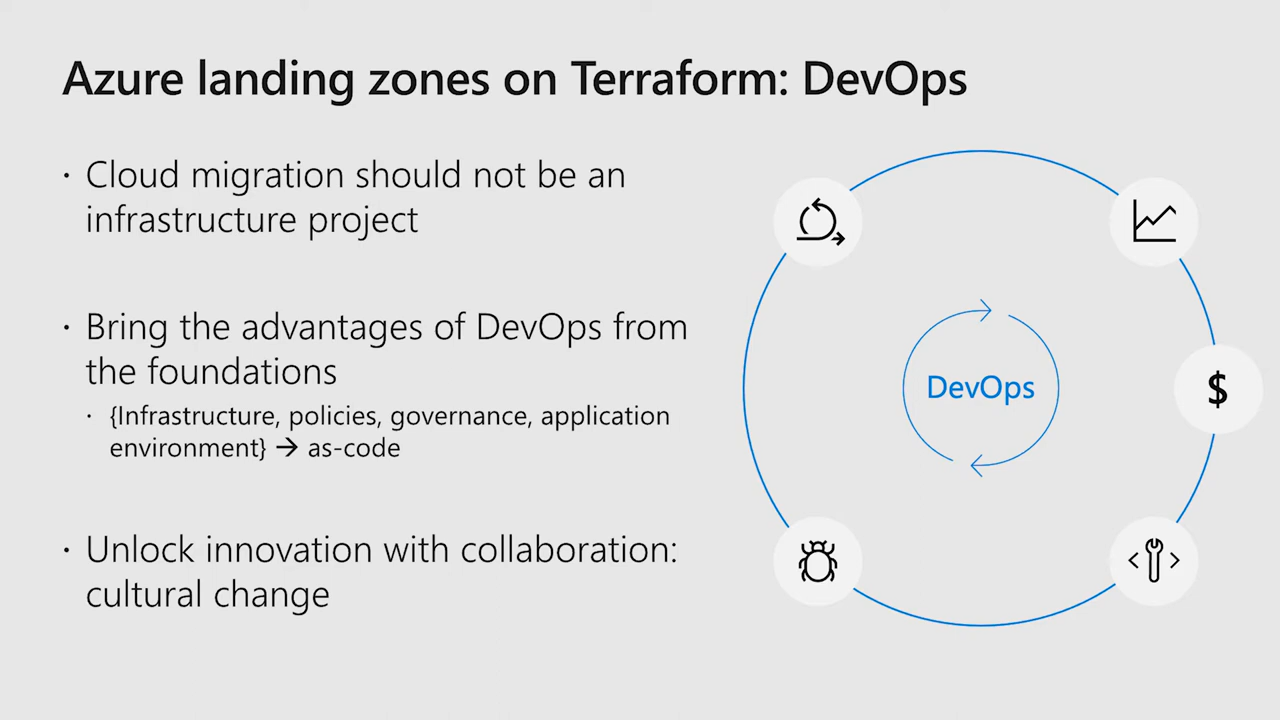 Azure landing zones on Terraform: DevOps
· Cloud migration should not be an
infrastructure project
· Bring the advantages of DevOps from
the foundations
· {Infrastructure, policies, governance, application
environment} → as-code
· Unlock innovation with collaboration:
cultural change
DevOps
$
< >